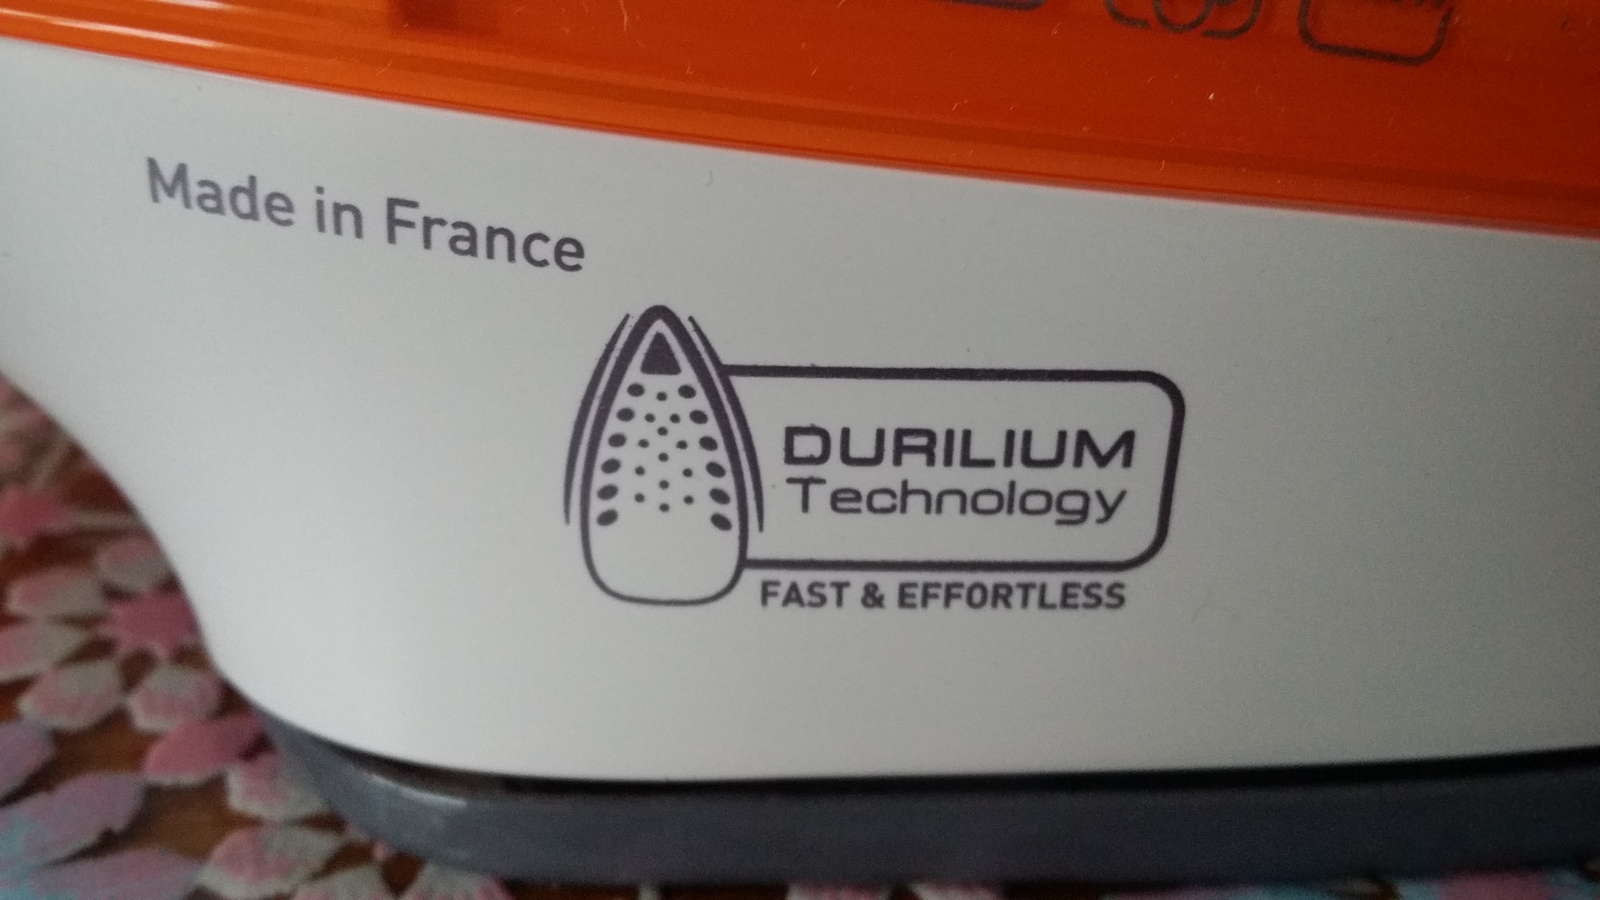 Made in France
DURILIUM
Technology
FAST & EFFORTLESS